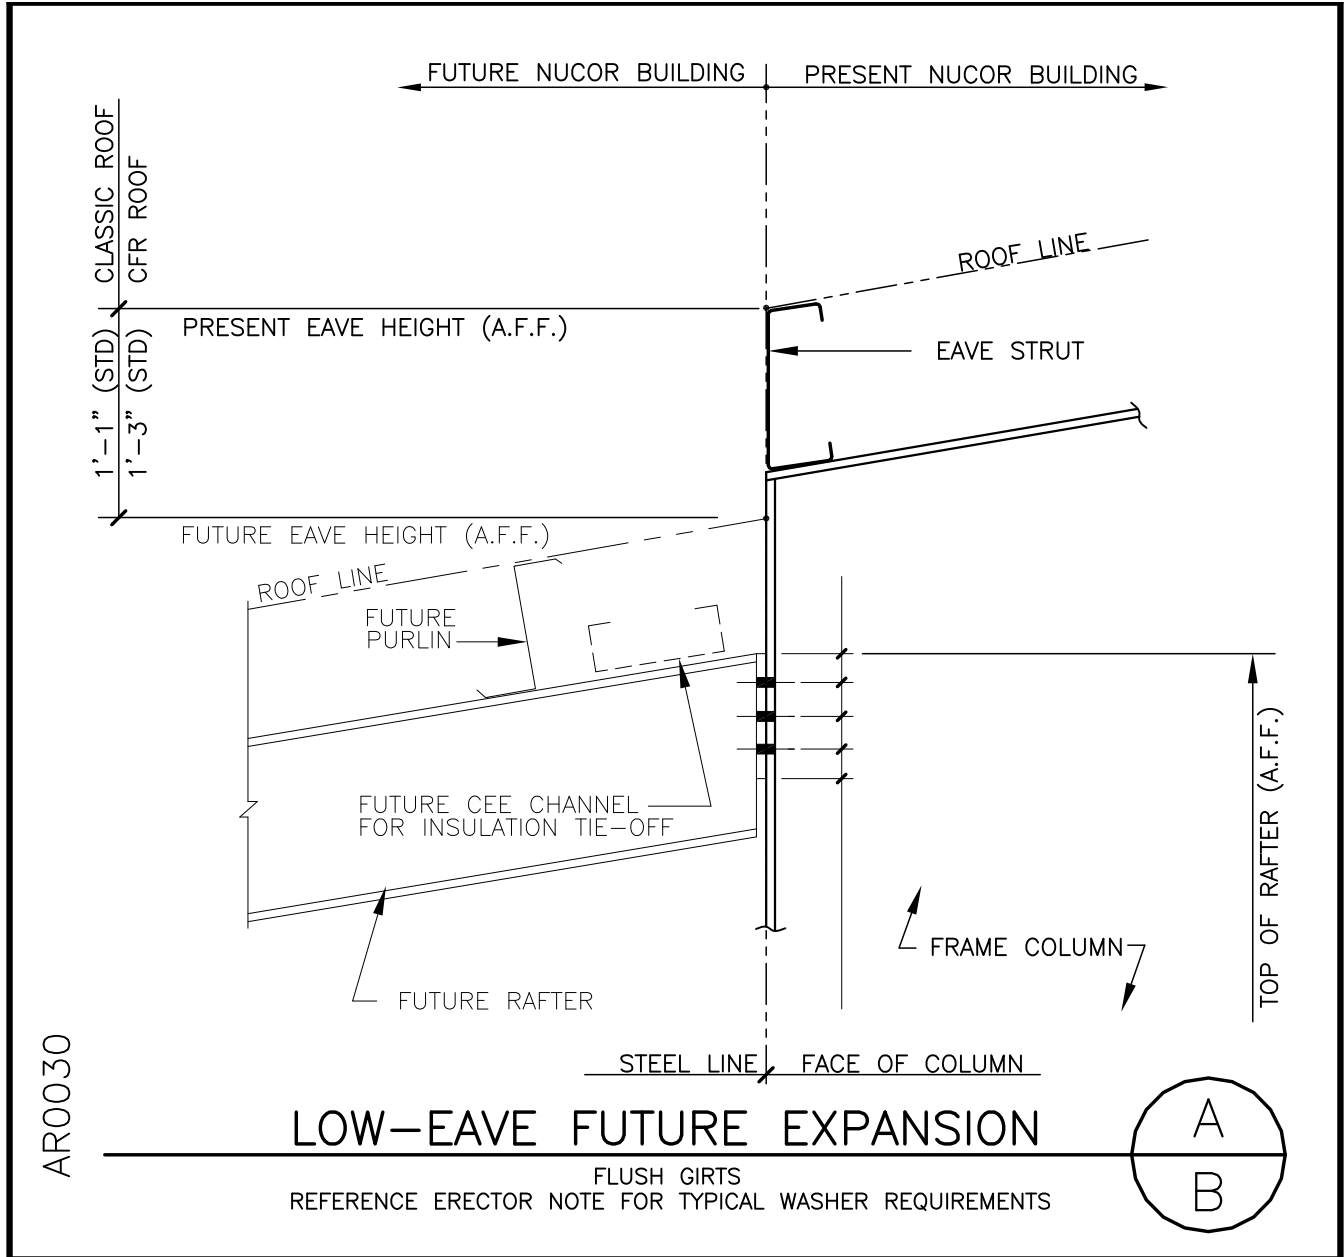 FUTURE NUCOR BUILDING
PRESENT NUCOR BUILDING
CLASSIC ROOF
CFR ROOF
1'-1" (STD)
1'-3" (STD)
ROOF LINE
PRESENT EAVE HEIGHT (A.F.F.)
EAVE STRUT
FUTURE EAVE HEIGHT (A.F.F.)
ROOF LINE
FUTURE
PURLIN
FUTURE CEE CHANNEL
FOR INSULATION TIE-OFF
TOP OF RAFTER (A.F.F.)
FRAME COLUMN
FUTURE RAFTER
STEEL LINE
FACE OF COLUMN
AR0030
LOW-EAVE FUTURE EXPANSION
FLUSH GIRTS
REFERENCE ERECTOR NOTE FOR TYPICAL WASHER REQUIREMENTS
A
B